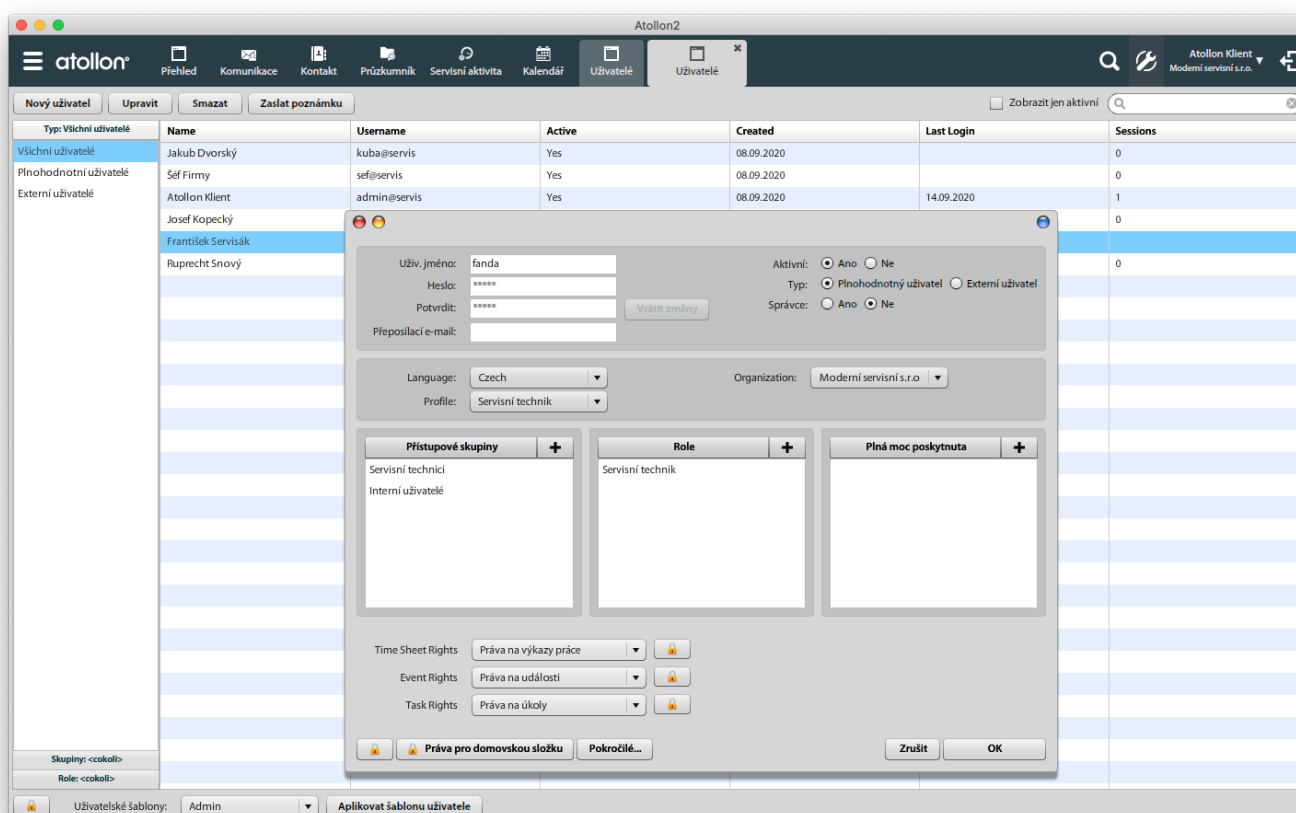 Atollon2
atollon
Přehled
Komunikace
Kontakt
Průzkumník
Servisní aktivita
Kalendář
Uživatelé
Uživatelé
Atollon Klient
Moderní servisní s.r.o.
Nový uživatel
Upravit
Smazat
Zaslat poznámku
Zobrazit jen aktivní
Typ: Všichni uživatelé
Name Username Active Created Last Login Sessions
Všichni uživatelé
Plnohodnotní uživatelé
Externí uživatelé
Jakub Dvorský kuba@servis Yes 08.09.2020 0
Šéf Firmy sef@servis Yes 08.09.2020 0
Atollon Klient admin@servis Yes 08.09.2020 14.09.2020 1
Josef Kopecký 0
František Servisák
Ruprecht Snový 0
Uživ. jméno: fanda
Heslo: *****
Potvrdit: *****
Vrátit změny
Přeposílací e-mail:
Aktivní: Ano Ne
Typ: Plnohodnotný uživatel Externí uživatel
Správce: Ano Ne
Language: Czech
Organization: Moderní servisní s.r.o
Profile: Servisní technik
Přístupové skupiny +
Servisní technici
Interní uživatelé
Role +
Servisní technik
Plná moc poskytnuta +
Time Sheet Rights Práva na výkazy práce
Event Rights Práva na události
Task Rights Práva na úkoly
Práva pro domovskou složku
Pokročilé...
Zrušit
OK
Skupiny: <cokoli>
Role: <cokoli>
Uživatelské šablony: Admin
Aplikovat šablonu uživatele